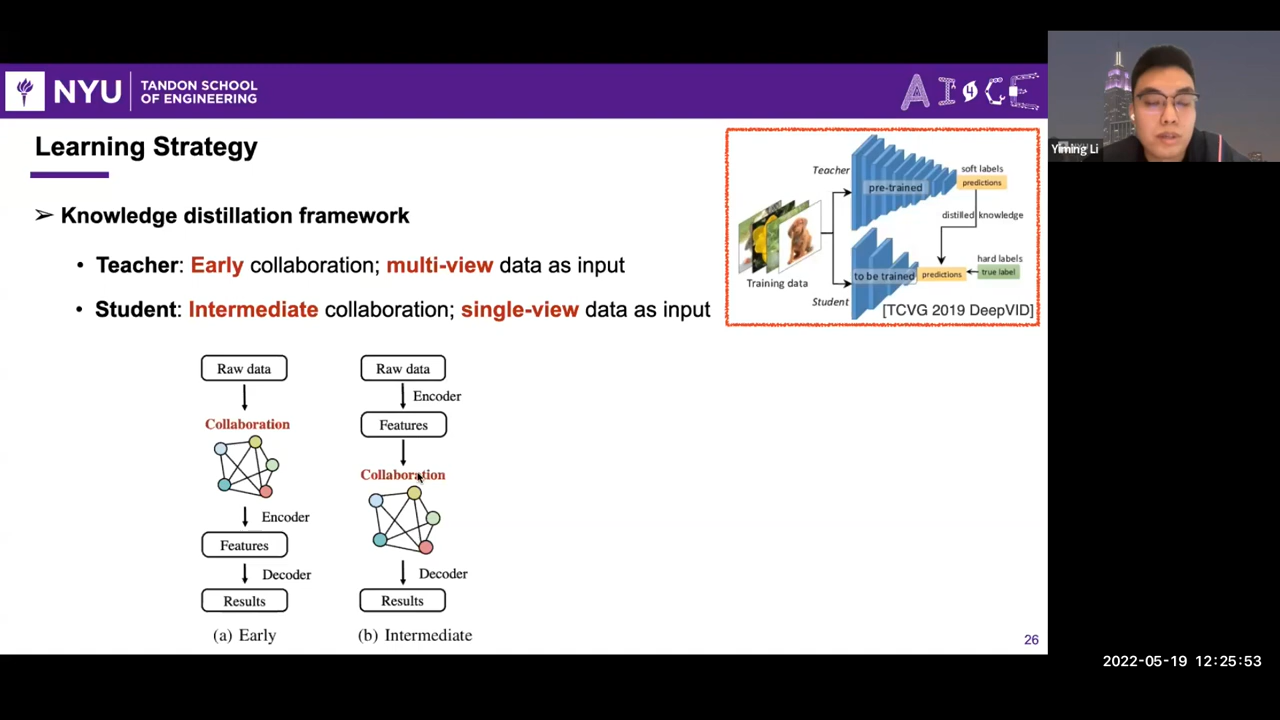 NYU
TANDON SCHOOL
OF ENGINEERING
AI4CE
Learning Strategy
➢ Knowledge distillation framework
• Teacher: Early collaboration; multi-view data as input
• Student: Intermediate collaboration; single-view data as input
Teacher
pre-trained
soft labels
predictions
distilled knowledge
Training data
to be trained
predictions
hard labels
true label
Student
[TCVG 2019 DeepVID]
Raw data
Collaboration
Encoder
Features
Decoder
Results
(a) Early
Raw data
Encoder
Features
Collaboration
Decoder
Results
(b) Intermediate
26
Yiming Li
2022-05-19 12:25:53